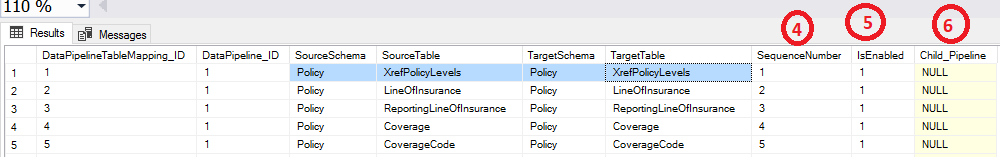 110 %
Results Messages
4 5 6
DataPipelineTableMapping_ID DataPipeline_ID SourceSchema SourceTable TargetSchema TargetTable SequenceNumber IsEnabled Child_Pipeline
1 1 1 Policy XrefPolicyLevels Policy XrefPolicyLevels 1 1 NULL
2 2 1 Policy LineOfInsurance Policy LineOfInsurance 2 1 NULL
3 3 1 Policy ReportingLineOfInsurance Policy ReportingLineOfInsurance 3 1 NULL
4 4 1 Policy Coverage Policy Coverage 4 1 NULL
5 5 1 Policy CoverageCode Policy CoverageCode 5 1 NULL